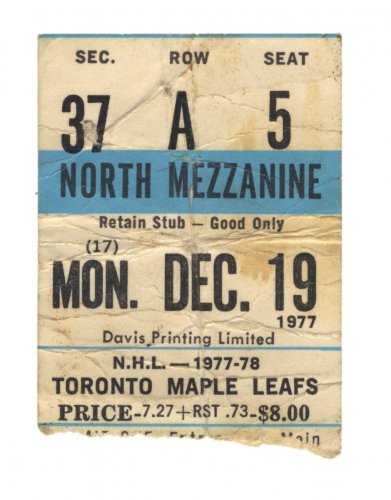 SEC. ROW SEAT
37 A 5
NORTH MEZZANINE
Retain Stub – Good Only
(17)
MON. DEC. 19
1977
Davis Printing Limited
N.H.L. — 1977-78
TORONTO MAPLE LEAFS
PRICE-7.27+RST .73-$8.00
Main